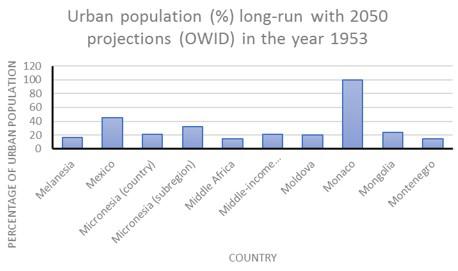 Urban population (%) long-run with 2050
projections (OWID) in the year 1953
PERCENTAGE OF URBAN POPULATION
120
100
80
60
40
20
0
Melanesia
Mexico
Micronesia (country)
Micronesia (subregion)
Middle Africa
Middle-income...
Moldova
Monaco
Mongolia
Montenegro
COUNTRY